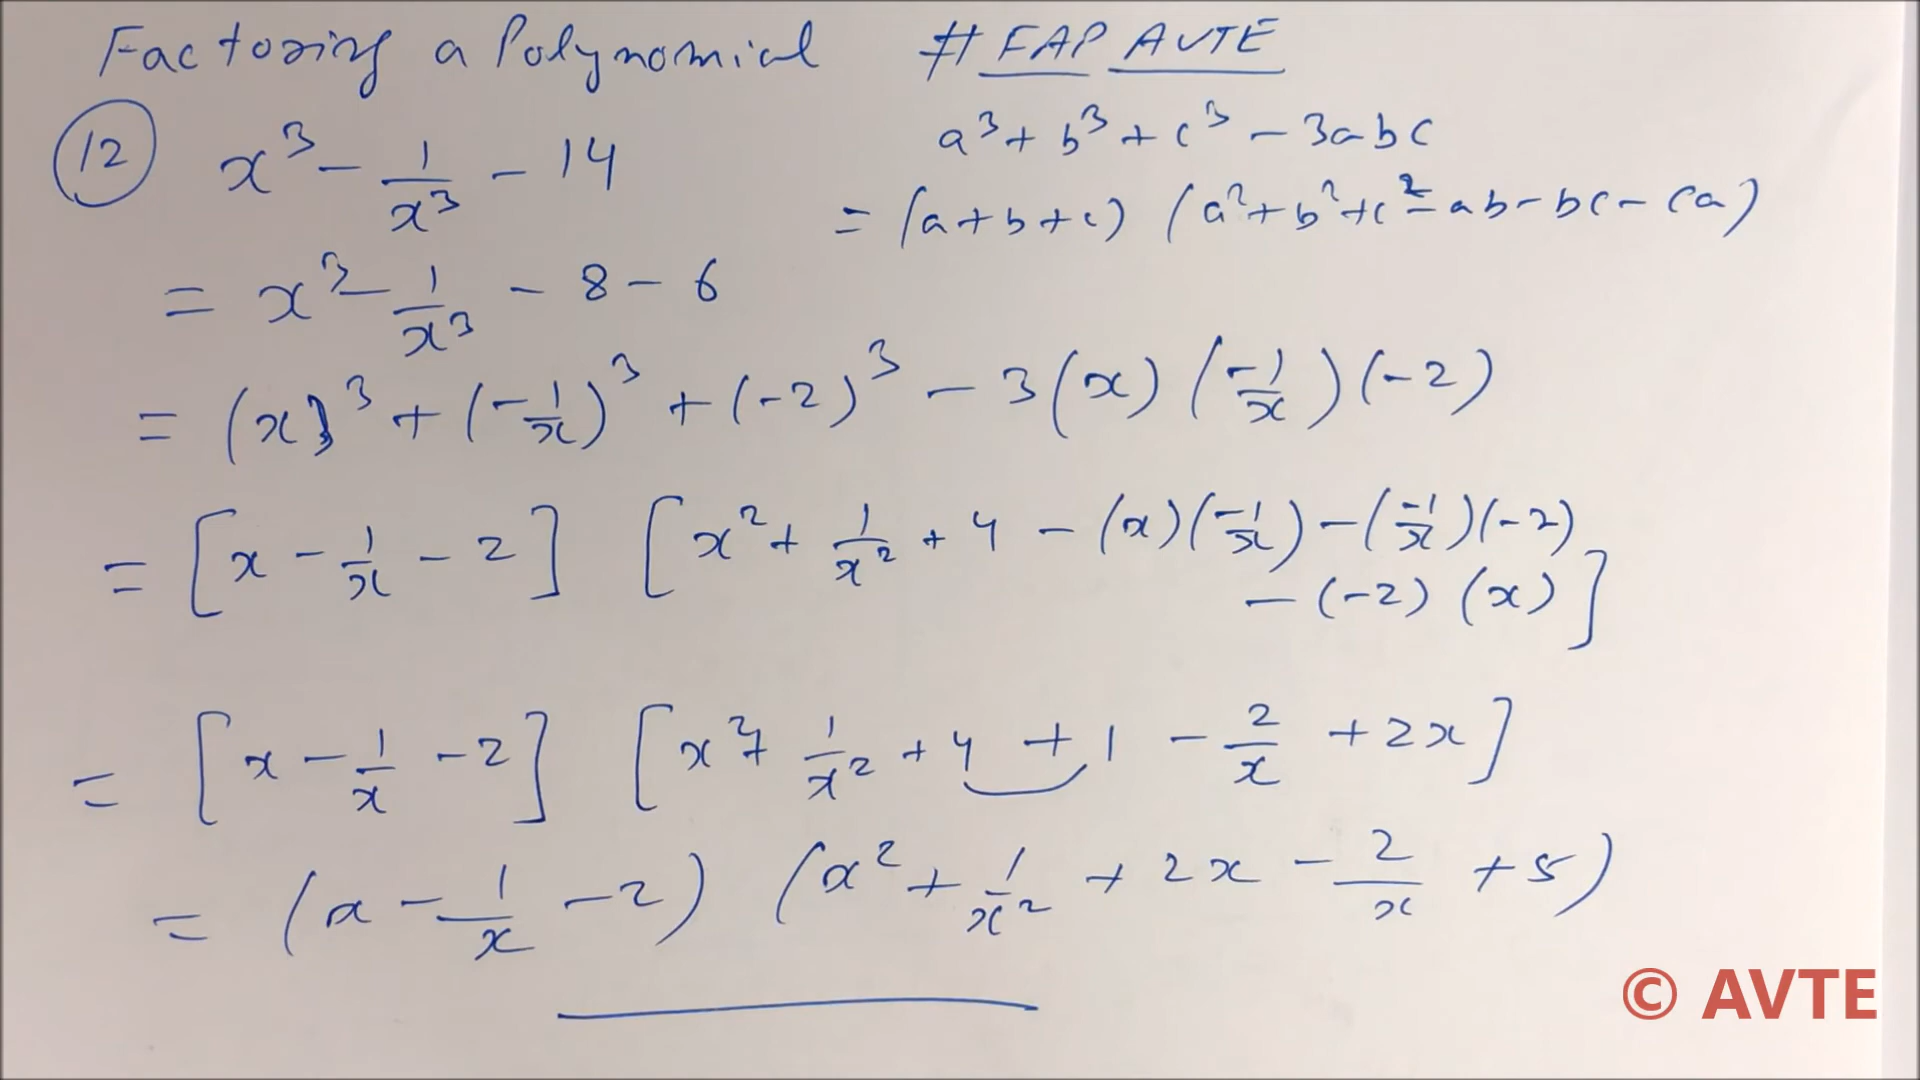 Factoring a Polynomial # FAP AVTE
12 x³ - 1/x³ - 14
a³ + b³ + c³ - 3abc
= (a + b + c) (a² + b² + c² - ab - bc - ca)
= x³ - 1/x³ - 8 - 6
= (x)³ + (-1/x)³ + (-2)³ - 3(x)(-1/x)(-2)
= [x - 1/x - 2] [x² + 1/x² + 4 - (x)(-1/x) - (-1/x)(-2)
- (-2)(x)]
= [x - 1/x - 2] [x² + 1/x² + 4 + 1 - 2/x + 2x]
= (x - 1/x - 2) (x² + 1/x² + 2x - 2/x + 5)
© AVTE